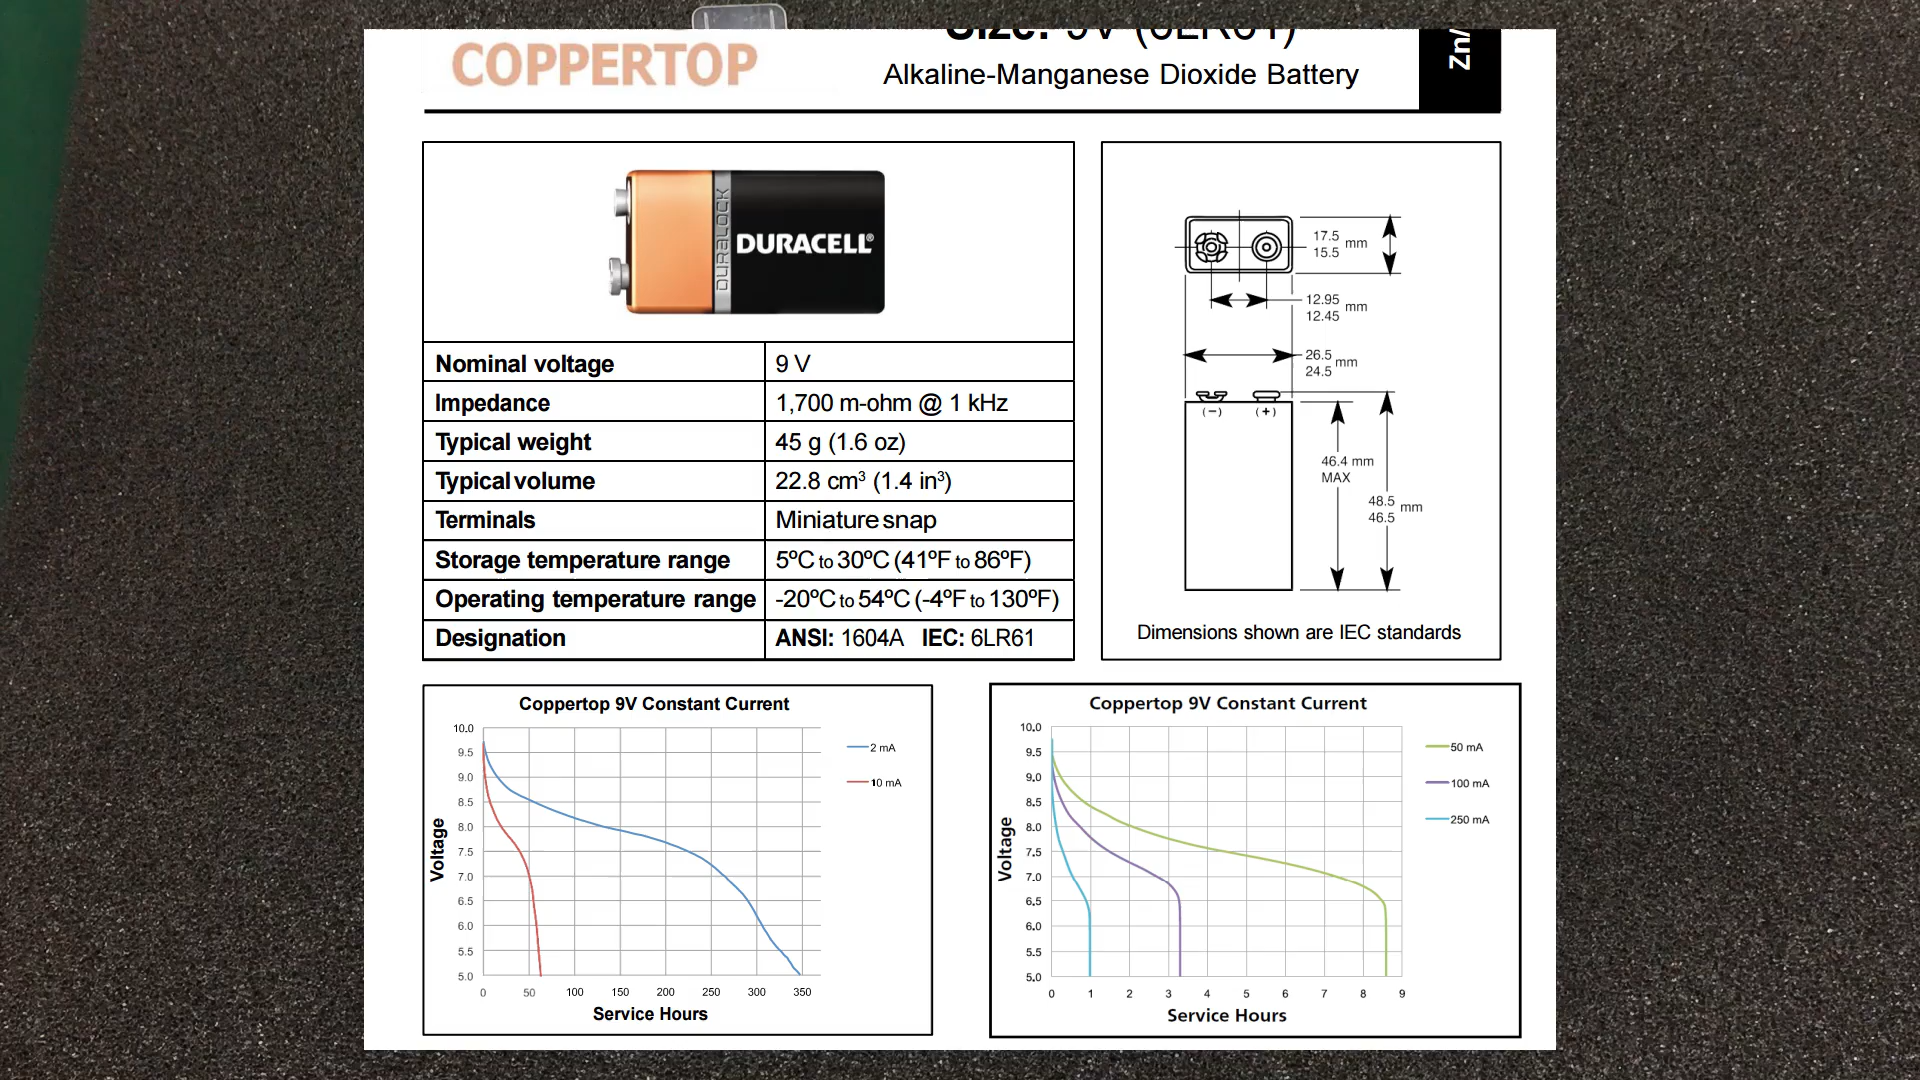 COPPERTOP
Size: 9V (6LR61)
Alkaline-Manganese Dioxide Battery
Zn/
DURALOCK
DURACELL®
Nominal voltage 9 V
Impedance 1,700 m-ohm @ 1 kHz
Typical weight 45 g (1.6 oz)
Typical volume 22.8 cm³ (1.4 in³)
Terminals Miniature snap
Storage temperature range 5ºC to 30ºC (41ºF to 86ºF)
Operating temperature range -20ºC to 54ºC (-4ºF to 130ºF)
Designation ANSI: 1604A IEC: 6LR61
17.5
15.5 mm
12.95
12.45 mm
26.5
24.5 mm
(−) (+)
46.4 mm
MAX
48.5
46.5 mm
Dimensions shown are IEC standards
Coppertop 9V Constant Current
10.0
9.5
9.0
8.5
8.0
7.5
7.0
6.5
6.0
5.5
5.0
Voltage
0 50 100 150 200 250 300 350
Service Hours
2 mA
10 mA
Coppertop 9V Constant Current
10.0
9.5
9.0
8.5
8.0
7.5
7.0
6.5
6.0
5.5
5.0
Voltage
0 1 2 3 4 5 6 7 8 9
Service Hours
50 mA
100 mA
250 mA